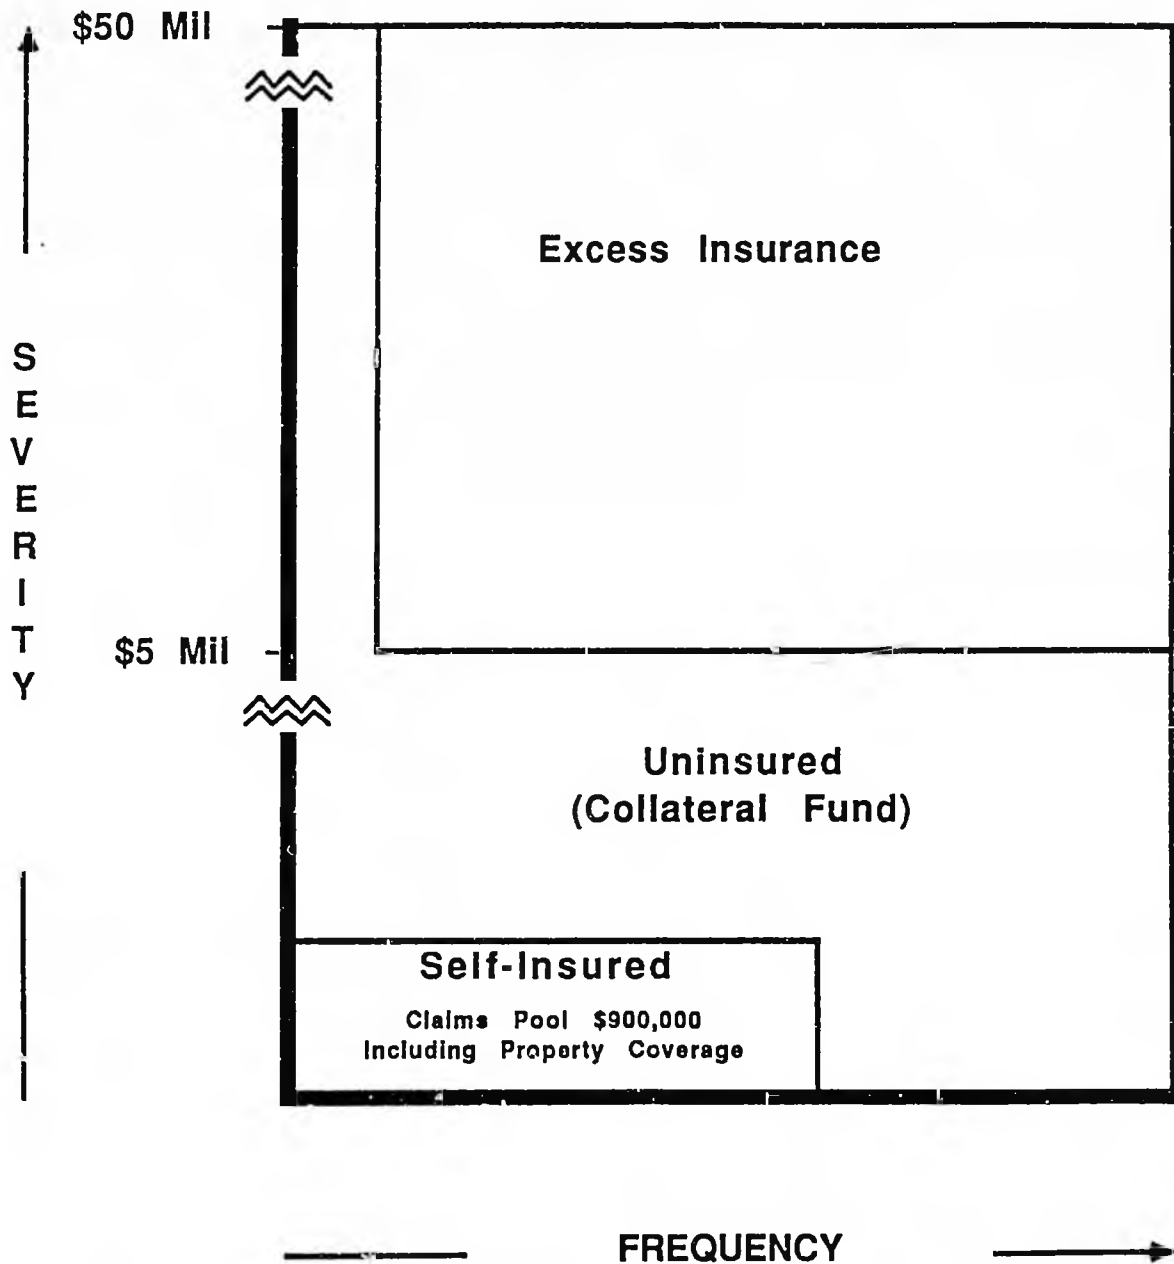 $50 Mil
Excess Insurance
SEVERITY
$5 Mil
Uninsured
(Collateral Fund)
Self-Insured
Claims Pool $900,000
Including Property Coverage
FREQUENCY